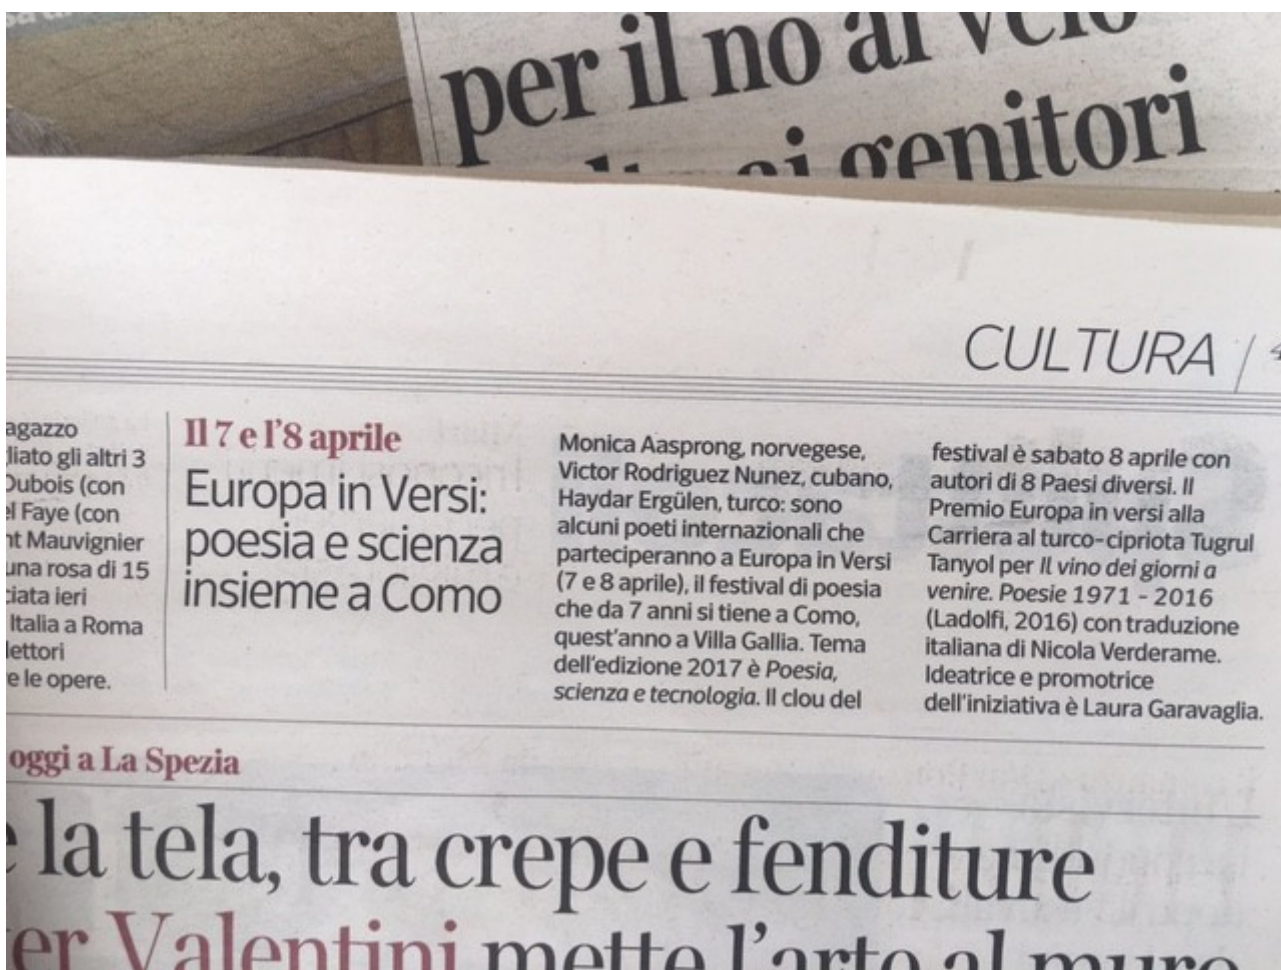 per il no al velo
genitori
CULTURA
agazzo
liato gli altri 3
Dubois (con
el Faye (con
nt Mauvignier
una rosa di 15
ciata ieri
Italia a Roma
lettori
e le opere.
Il 7 e l'8 aprile
Europa in Versi:
poesia e scienza
insieme a Como
Monica Aasprong, norvegese,
Victor Rodriguez Nunez, cubano,
Haydar Ergülen, turco: sono
alcuni poeti internazionali che
parteciperanno a Europa in Versi
(7 e 8 aprile), il festival di poesia
che da 7 anni si tiene a Como,
quest'anno a Villa Gallia. Tema
dell'edizione 2017 è Poesia,
scienza e tecnologia. Il clou del
festival è sabato 8 aprile con
autori di 8 Paesi diversi. Il
Premio Europa in versi alla
Carriera al turco-cipriota Tugrul
Tanyol per Il vino dei giorni a
venire. Poesie 1971 - 2016
(Ladolfi, 2016) con traduzione
italiana di Nicola Verderame.
Ideatrice e promotrice
dell'iniziativa è Laura Garavaglia.
oggi a La Spezia
e la tela, tra crepe e fenditure
er Valentini mette l'arte al muro